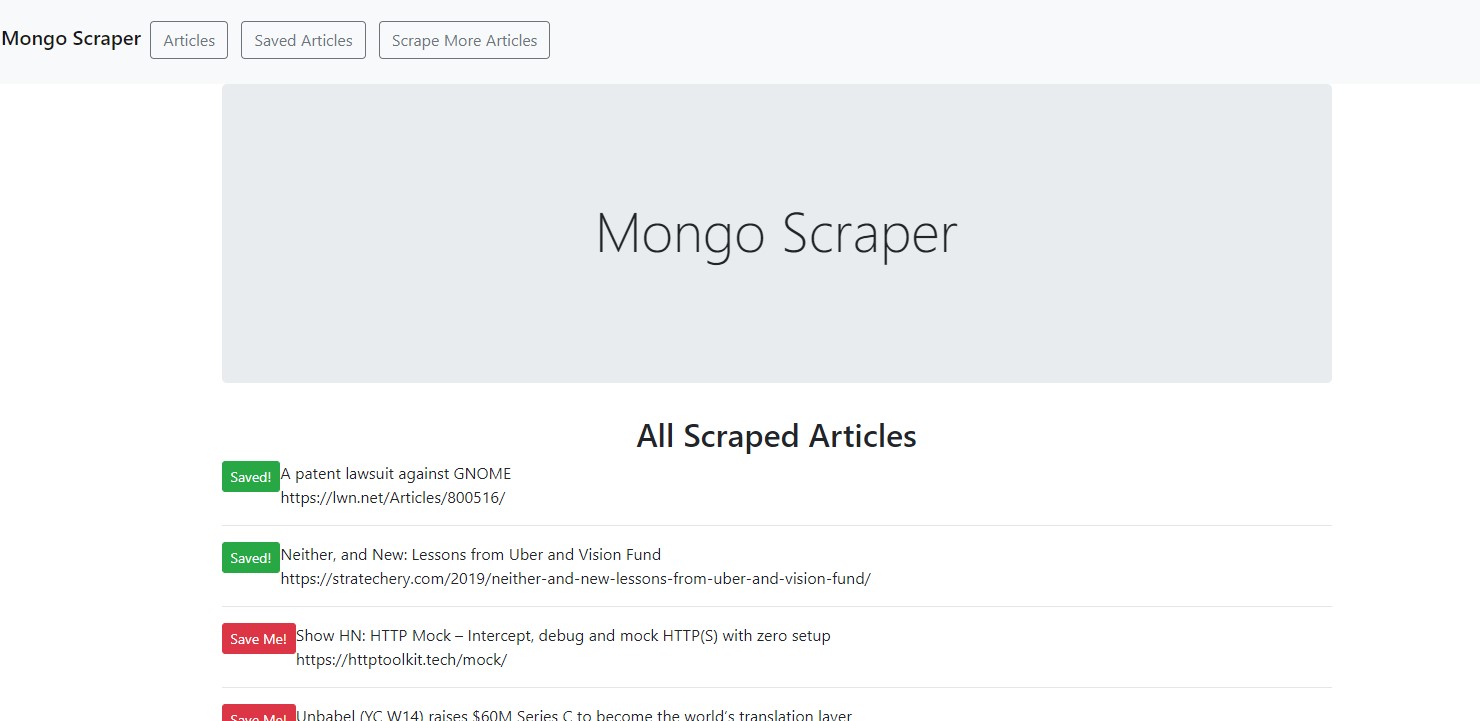 Mongo Scraper Articles Saved Articles Scrape More Articles
Mongo Scraper
All Scraped Articles
Saved! A patent lawsuit against GNOME
https://lwn.net/Articles/800516/
Saved! Neither, and New: Lessons from Uber and Vision Fund
https://stratechery.com/2019/neither-and-new-lessons-from-uber-and-vision-fund/
Save Me! Show HN: HTTP Mock – Intercept, debug and mock HTTP(S) with zero setup
https://httptoolkit.tech/mock/
Save Me! Unbabel (YC W14) raises $60M Series C to become the world's translation layer